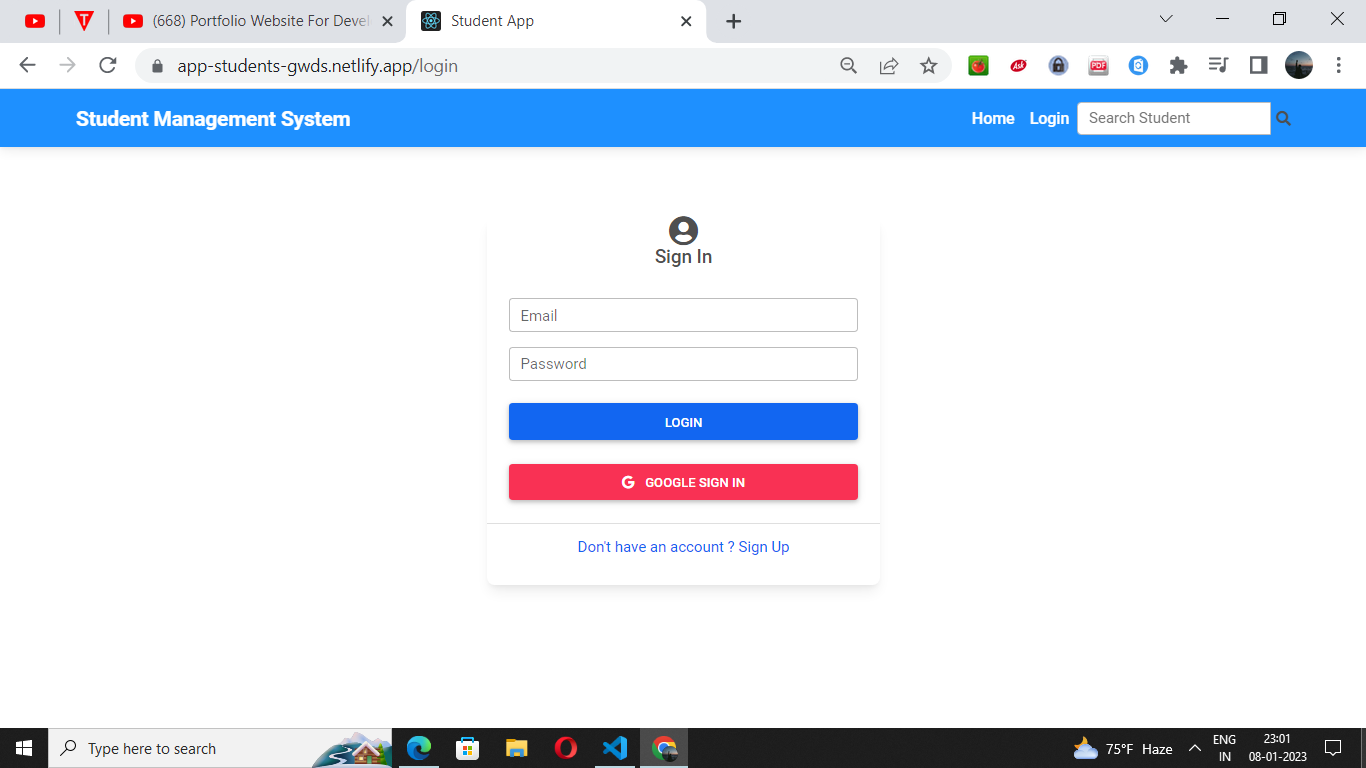 (668) Portfolio Website For Devel
Student App
app-students-gwds.netlify.app/login
Ask
PDF
Student Management System
Home
Login
Search Student
Sign In
Email
Password
LOGIN
G GOOGLE SIGN IN
Don't have an account ? Sign Up
Type here to search
75°F Haze
ENG
IN
23:01
08-01-2023